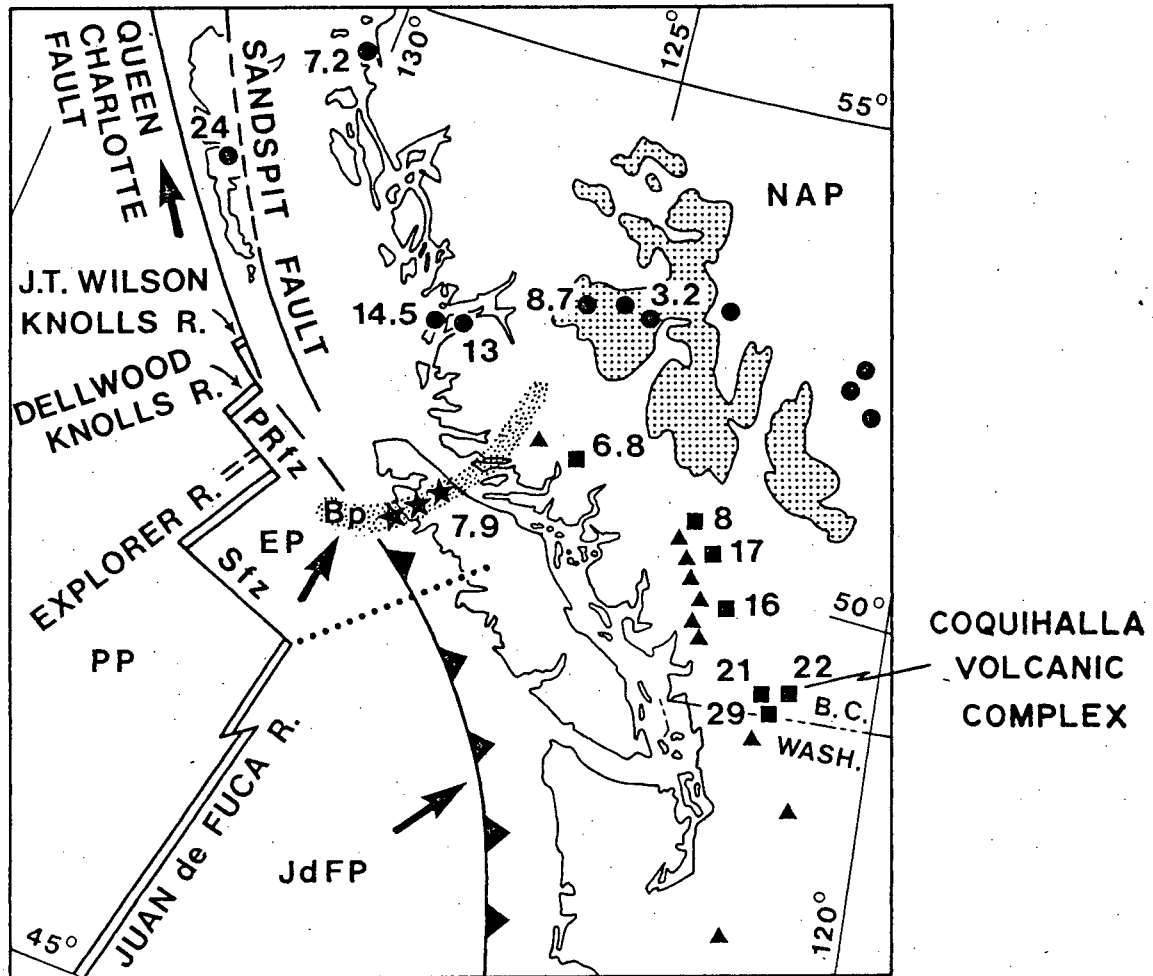 QUEEN
CHARLOTTE
FAULT
SANDSPIT FAULT
7.2
130°
125°
55°
24
NAP
J.T. WILSON
KNOLLS R.
14.5
13
8.7
3.2
DELLWOOD
KNOLLS R.
PRfz
6.8
EXPLORER R.
Bp
7.9
EP
Sfz
8
17
16
50°
PP
COQUIHALLA
VOLCANIC
COMPLEX
21
22
29
B.C.
WASH.
JUAN de FUCA R.
JdFP
45°
120°